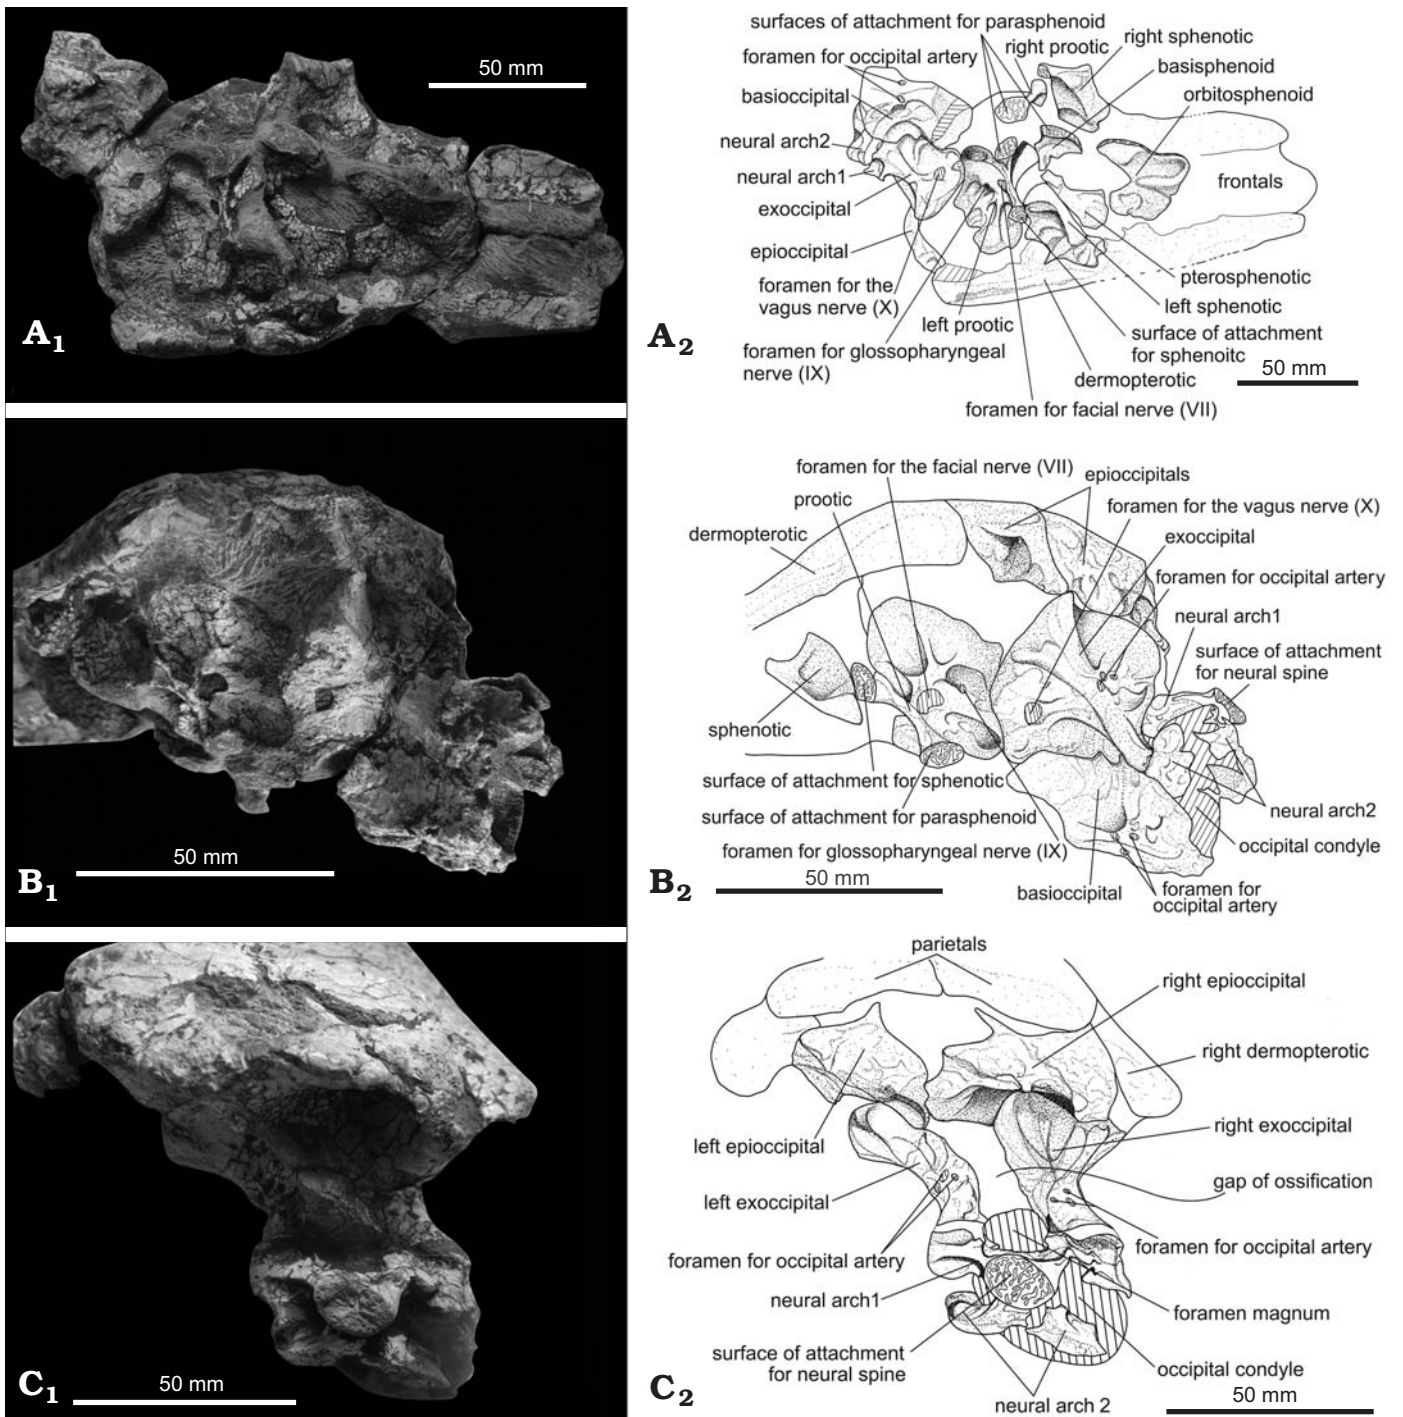 50 mm
A1
surfaces of attachment for parasphenoid
foramen for occipital artery
right prootic
right sphenotic
basioccipital
basisphenoid
orbitosphenoid
neural arch2
neural arch1
frontals
exoccipital
epioccipital
foramen for the
vagus nerve (X)
pterosphenotic
left sphenotic
left prootic
surface of attachment
for sphenoitc
foramen for glossopharyngeal
nerve (IX)
A2
50 mm
dermopterotic
foramen for facial nerve (VII)
50 mm
B1
foramen for the facial nerve (VII)
epioccipitals
prootic
foramen for the vagus nerve (X)
dermopterotic
exoccipital
foramen for occipital artery
neural arch1
surface of attachment
for neural spine
sphenotic
surface of attachment for sphenotic
surface of attachment for parasphenoid
neural arch2
foramen for glossopharyngeal nerve (IX)
occipital condyle
B2
50 mm
basioccipital
foramen for
occipital artery
50 mm
C1
parietals
right epioccipital
right dermopterotic
left epioccipital
right exoccipital
left exoccipital
gap of ossification
foramen for occipital artery
foramen for occipital artery
neural arch1
foramen magnum
surface of attachment
for neural spine
occipital condyle
C2
neural arch 2
50 mm